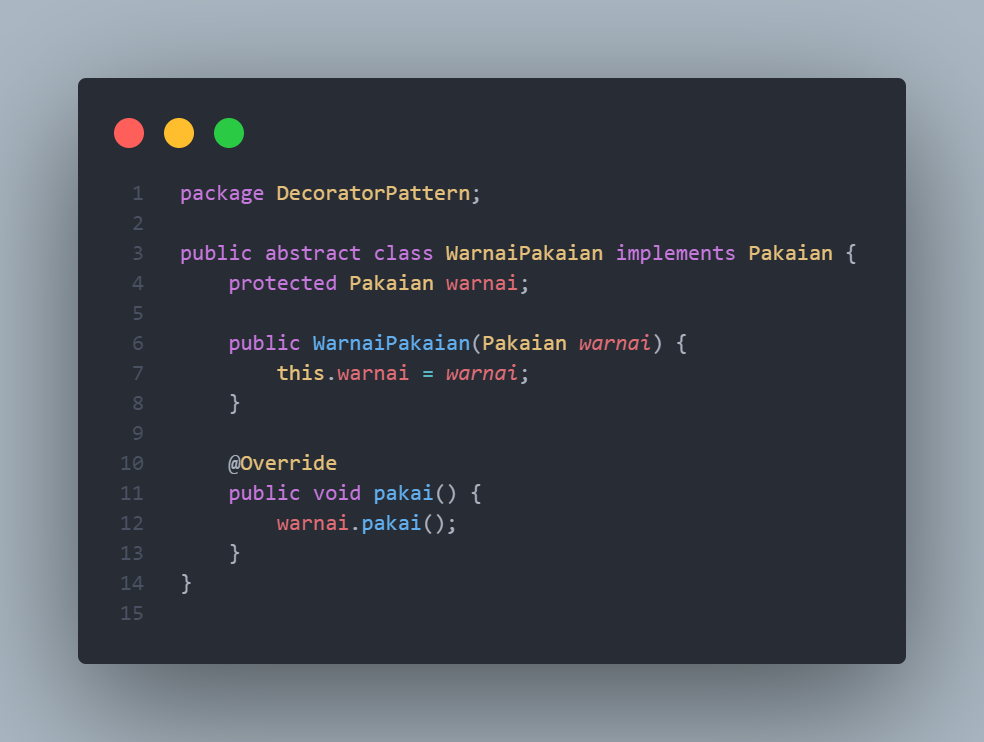 1 package DecoratorPattern;
2
3 public abstract class WarnaiPakaian implements Pakaian {
4     protected Pakaian warnai;
5
6     public WarnaiPakaian(Pakaian warnai) {
7         this.warnai = warnai;
8     }
9
10     @Override
11     public void pakai() {
12         warnai.pakai();
13     }
14 }
15